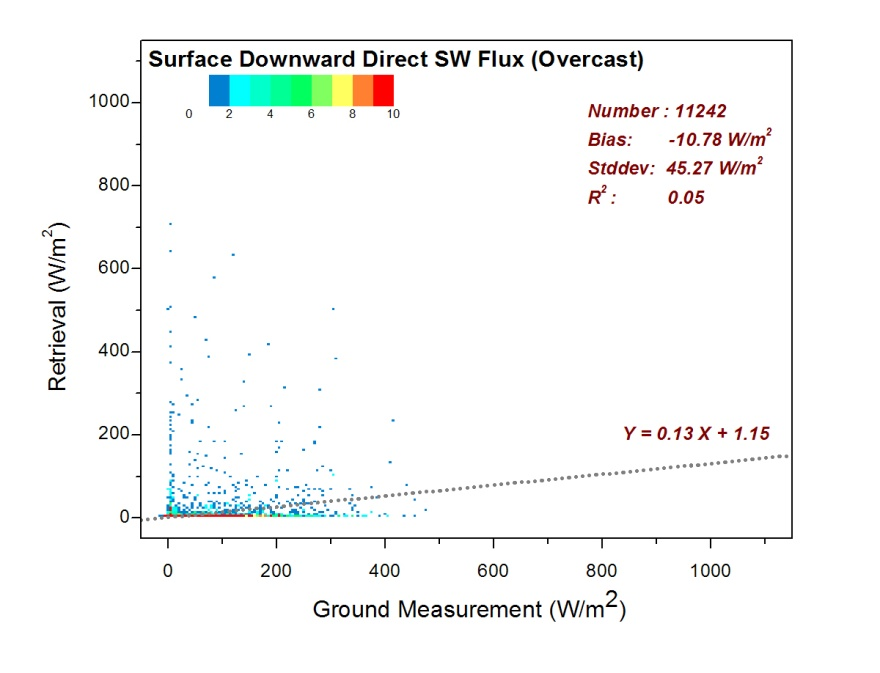 Surface Downward Direct SW Flux (Overcast)
0 2 4 6 8 10
Number : 11242
Bias: -10.78 W/m²
Stddev: 45.27 W/m²
R² : 0.05
1000
800
600
400
200
0
Retrieval (W/m²)
Y = 0.13 X + 1.15
0 200 400 600 800 1000
Ground Measurement (W/m²)